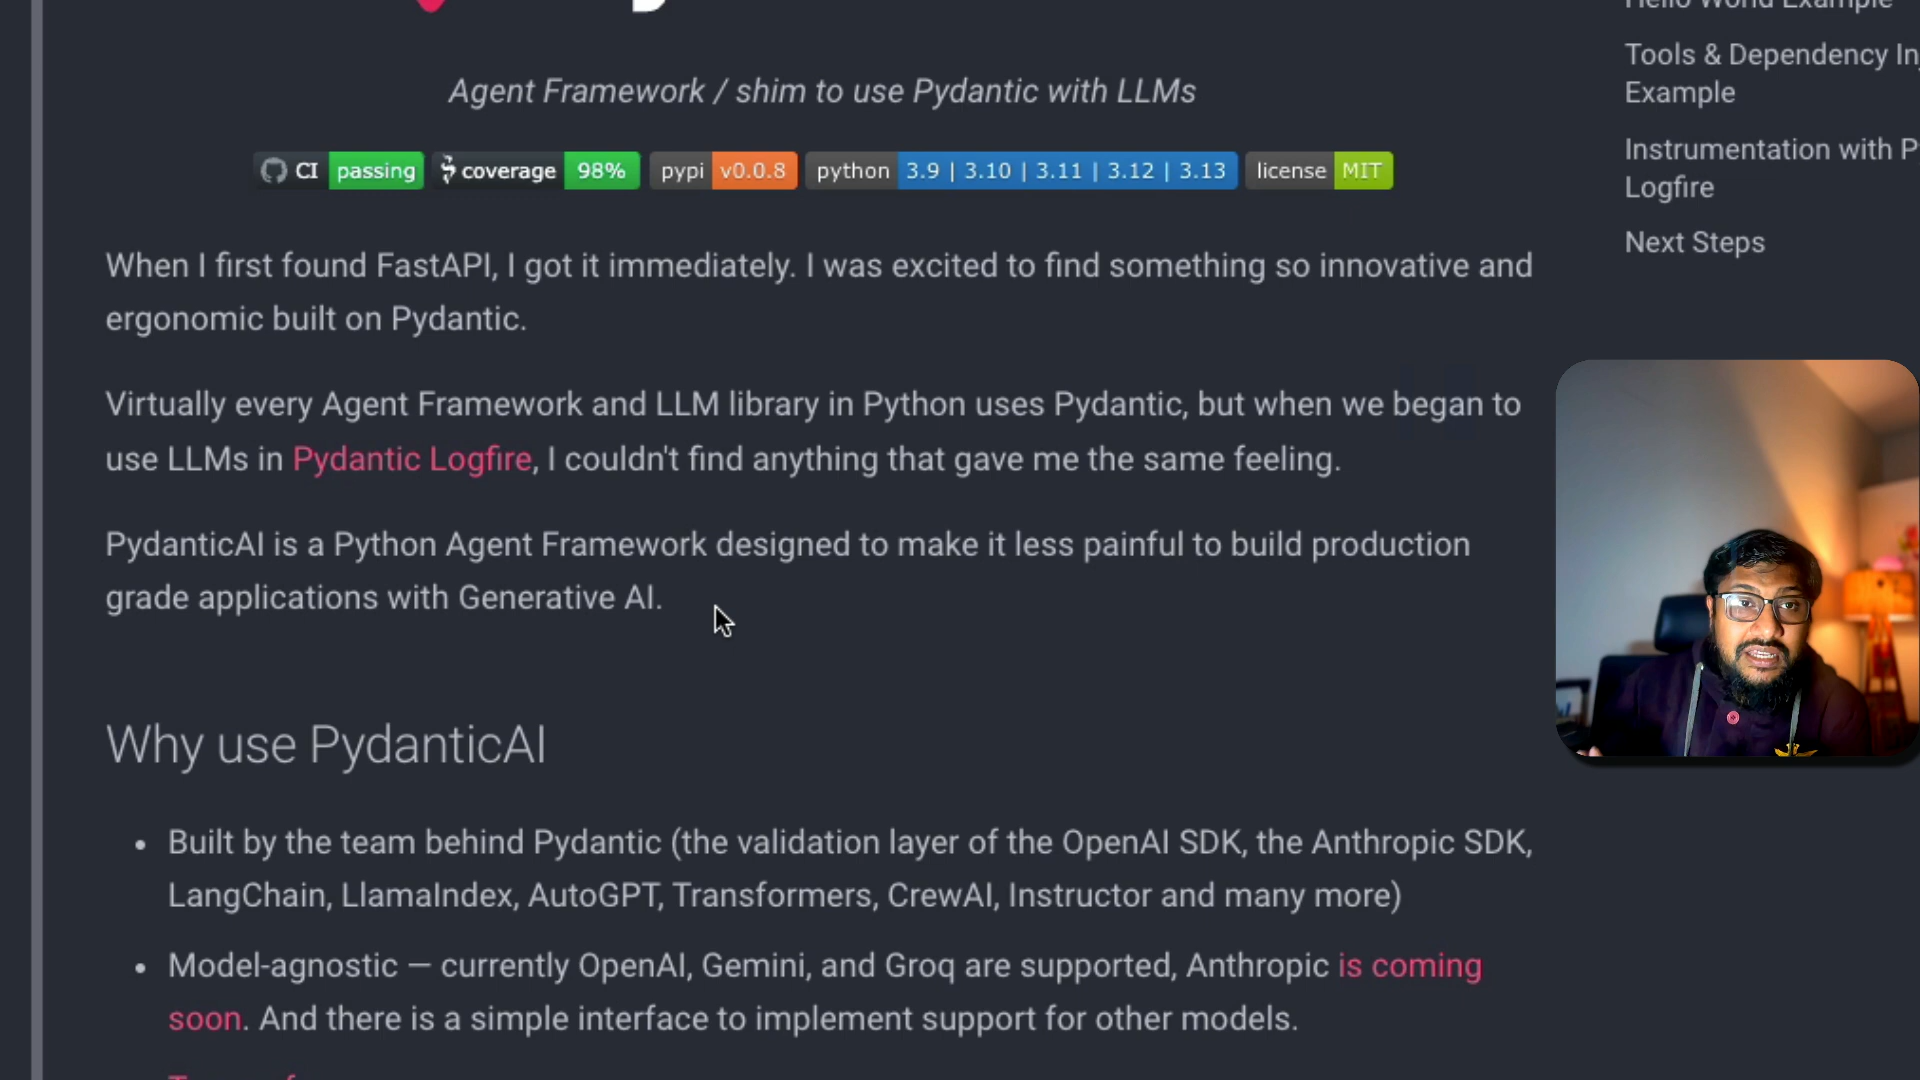 Agent Framework / shim to use Pydantic with LLMs
CI passing coverage 98% pypi v0.0.8 python 3.9 | 3.10 | 3.11 | 3.12 | 3.13 license MIT
When I first found FastAPI, I got it immediately. I was excited to find something so innovative and
ergonomic built on Pydantic.
Virtually every Agent Framework and LLM library in Python uses Pydantic, but when we began to
use LLMs in Pydantic Logfire, I couldn't find anything that gave me the same feeling.
PydanticAI is a Python Agent Framework designed to make it less painful to build production
grade applications with Generative AI.
Why use PydanticAI
• Built by the team behind Pydantic (the validation layer of the OpenAI SDK, the Anthropic SDK,
LangChain, LlamaIndex, AutoGPT, Transformers, CrewAI, Instructor and many more)
• Model-agnostic — currently OpenAI, Gemini, and Groq are supported, Anthropic is coming
soon. And there is a simple interface to implement support for other models.
Hello World Example
Tools & Dependency In
Example
Instrumentation with P
Logfire
Next Steps